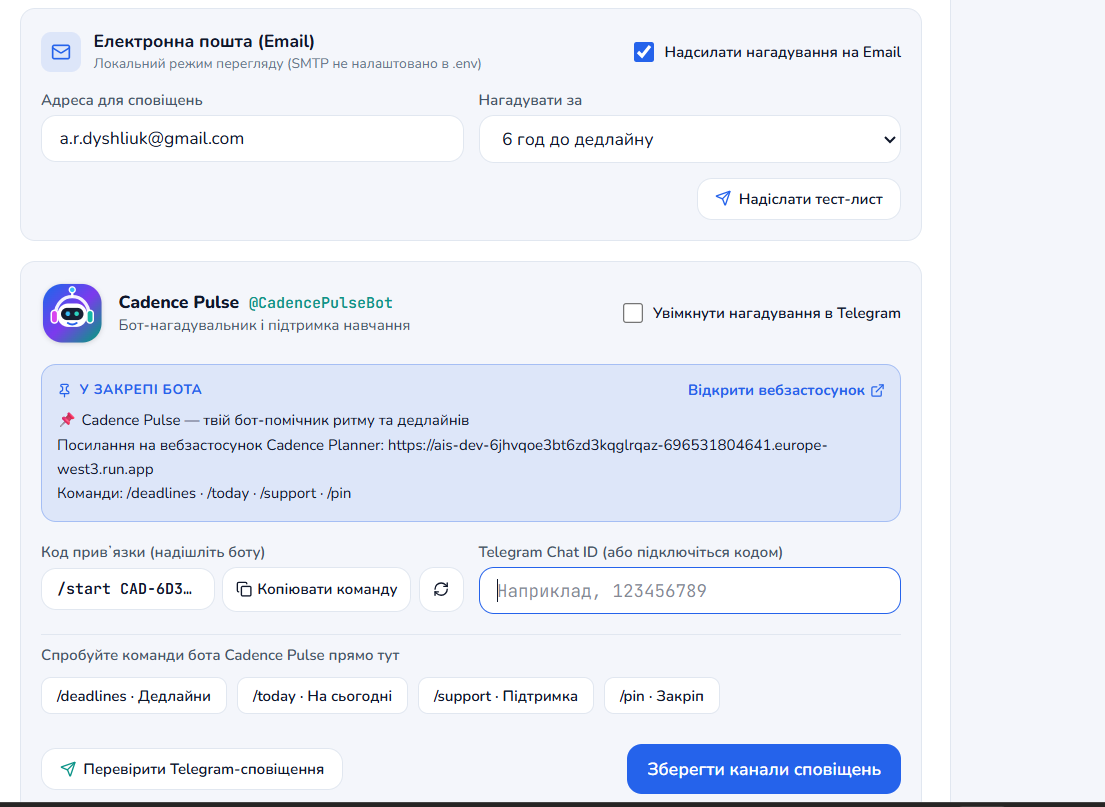 Електронна пошта (Email)
Локальний режим перегляду (SMTP не налаштовано в .env)
Надсилати нагадування на Email
Адреса для сповіщень
Нагадувати за
a.r.dyshliuk@gmail.com
6 год до дедлайну
Надіслати тест-лист
Cadence Pulse @CadencePulseBot
Бот-нагадувальник і підтримка навчання
Увімкнути нагадування в Telegram
У ЗАКРЕПІ БОТА
Відкрити вебзастосунок
📌 Cadence Pulse — твій бот-помічник ритму та дедлайнів
Посилання на вебзастосунок Cadence Planner: https://ais-dev-6jhvqoe3bt6zd3kqglrqaz-696531804641.europe-
west3.run.app
Команди: /deadlines · /today · /support · /pin
Код прив`язки (надішліть боту)
Telegram Chat ID (або підключіться кодом)
/start CAD-6D3…
Копіювати команду
Наприклад, 123456789
Спробуйте команди бота Cadence Pulse прямо тут
/deadlines · Дедлайни
/today · На сьогодні
/support · Підтримка
/pin · Закріп
Перевірити Telegram-сповіщення
Зберегти канали сповіщень